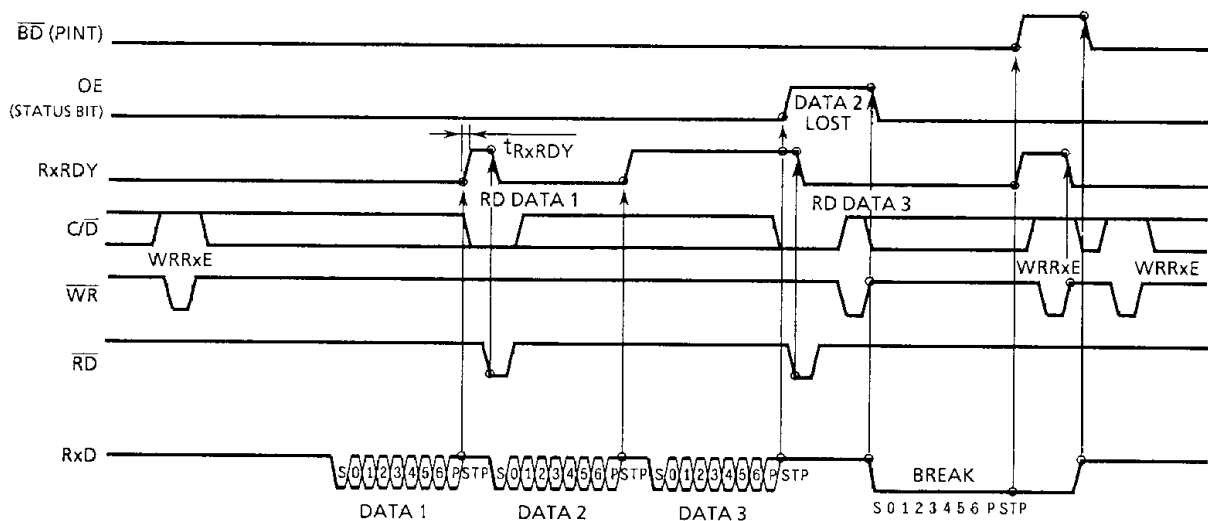 BD (PINT)
OE
(STATUS BIT)
DATA 2
LOST
tRxRDY
RxRDY
RD DATA 1
RD DATA 3
C/D
WRRxE
WRRxE
WRRxE
WR
RD
RxD
S 0 1 2 3 4 5 6 P STP
S 0 1 2 3 4 5 6 P STP
S 0 1 2 3 4 5 6 P STP
BREAK
S 0 1 2 3 4 5 6 P STP
DATA 1
DATA 2
DATA 3